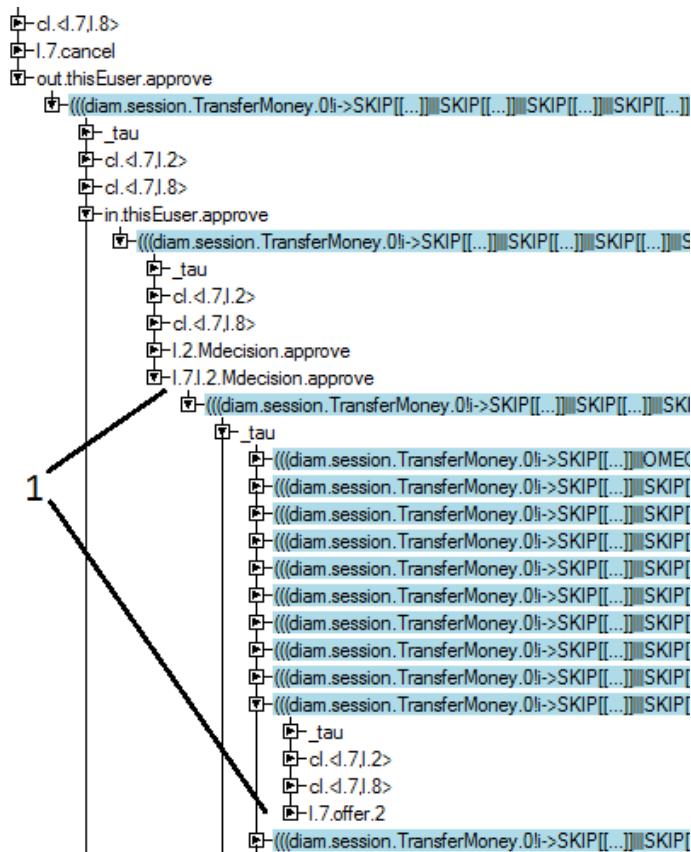 cl.<l.7,l.8>
l.7.cancel
out.thisEuser.approve
(((diam.session.TransferMoney.0!i->SKIP[[...]]|||SKIP[[...]]|||SKIP[[...]]|||SKIP[[...]]
_tau
cl.<l.7,l.2>
cl.<l.7,l.8>
in.thisEuser.approve
(((diam.session.TransferMoney.0!i->SKIP[[...]]|||SKIP[[...]]|||SKIP[[...]]|||S
_tau
cl.<l.7,l.2>
cl.<l.7,l.8>
l.2.Mdecision.approve
l.7.l.2.Mdecision.approve
(((diam.session.TransferMoney.0!i->SKIP[[...]]|||SKIP[[...]]|||SKI
_tau
(((diam.session.TransferMoney.0!i->SKIP[[...]]|||OMEG
1
(((diam.session.TransferMoney.0!i->SKIP[[...]]|||SKIP[
(((diam.session.TransferMoney.0!i->SKIP[[...]]|||SKIP[
(((diam.session.TransferMoney.0!i->SKIP[[...]]|||SKIP[
(((diam.session.TransferMoney.0!i->SKIP[[...]]|||SKIP[
(((diam.session.TransferMoney.0!i->SKIP[[...]]|||SKIP[
(((diam.session.TransferMoney.0!i->SKIP[[...]]|||SKIP[
(((diam.session.TransferMoney.0!i->SKIP[[...]]|||SKIP[
(((diam.session.TransferMoney.0!i->SKIP[[...]]|||SKIP[
(((diam.session.TransferMoney.0!i->SKIP[[...]]|||SKIP[
_tau
cl.<l.7,l.2>
cl.<l.7,l.8>
l.7.offer.2
(((diam.session.TransferMoney.0!i->SKIP[[...]]|||SKIP[